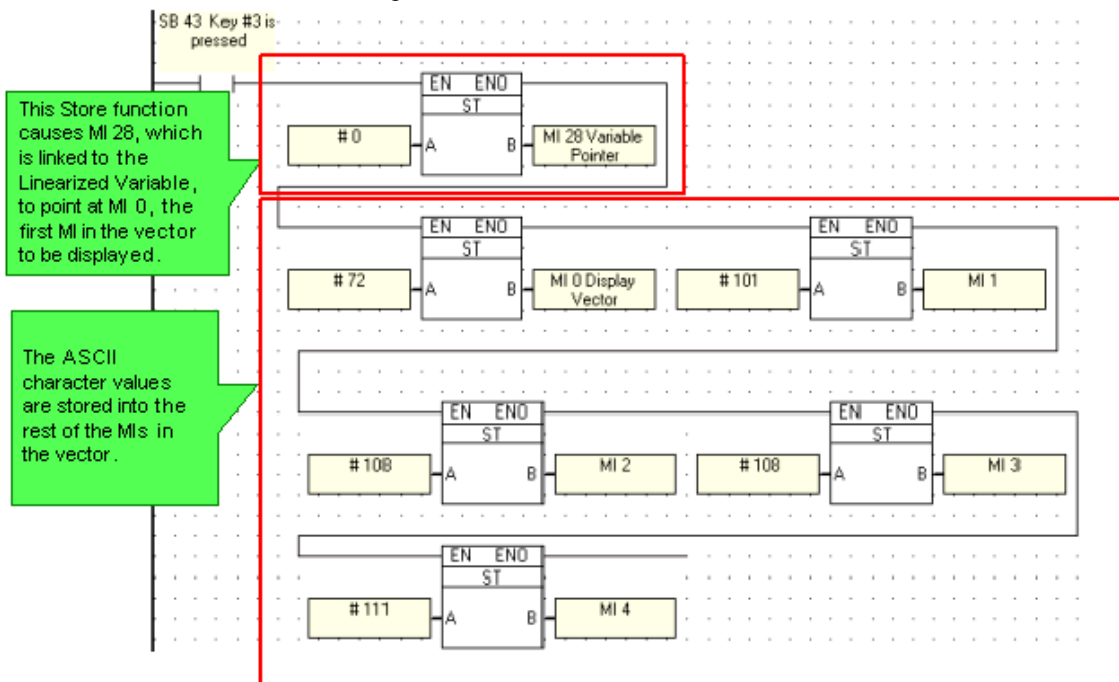 SB 43 Key #3 is
pressed
This Store function
causes MI 28, which
is linked to the
Linearized Variable,
to point at MI 0, the
first MI in the vector
to be displayed.
EN ENO
ST
# 0
A B
MI 28 Variable
Pointer
EN ENO
ST
# 72
A B
MI 0 Display
Vector
EN ENO
ST
# 101
A B
MI 1
The ASCII
character values
are stored into the
rest of the MIs in
the vector.
EN ENO
ST
# 108
A B
MI 2
EN ENO
ST
# 108
A B
MI 3
EN ENO
ST
# 111
A B
MI 4